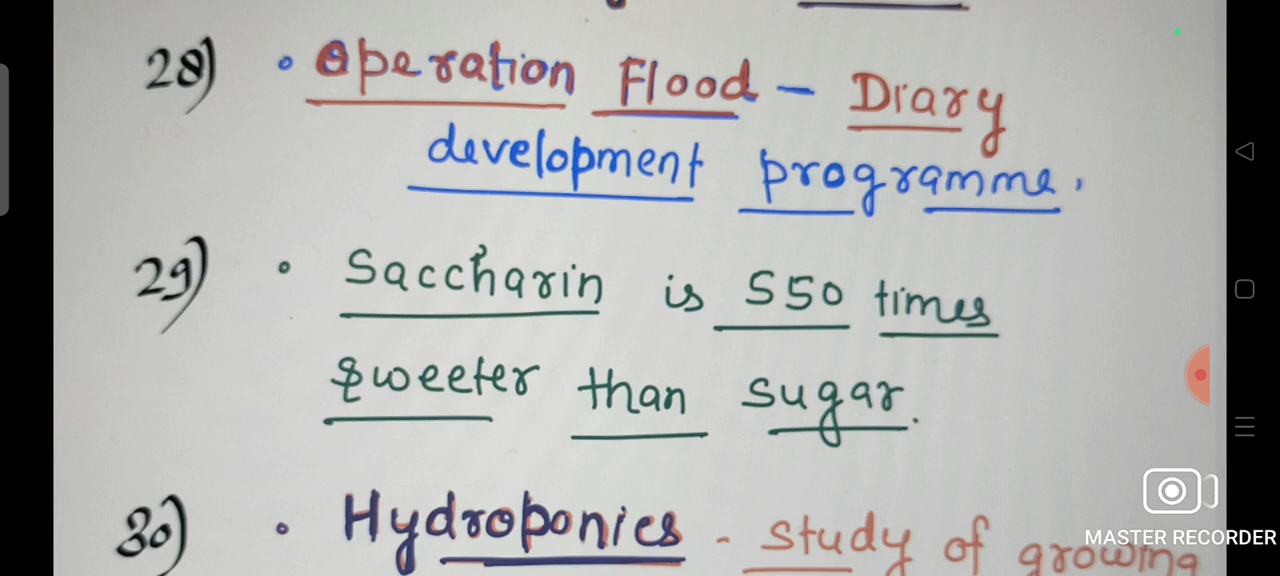 28) • Operation Flood - Diary
development programme.
29) • Saccharin is 550 times
sweeter than sugar.
30) • Hydroponics - study of growing
MASTER RECORDER